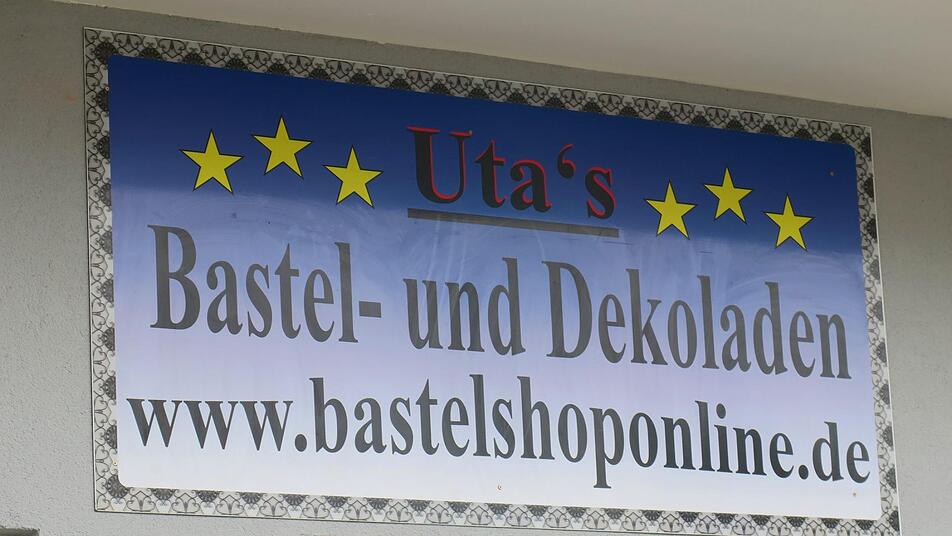 Uta‘s
Bastel- und Dekoladen
www.bastelshoponline.de